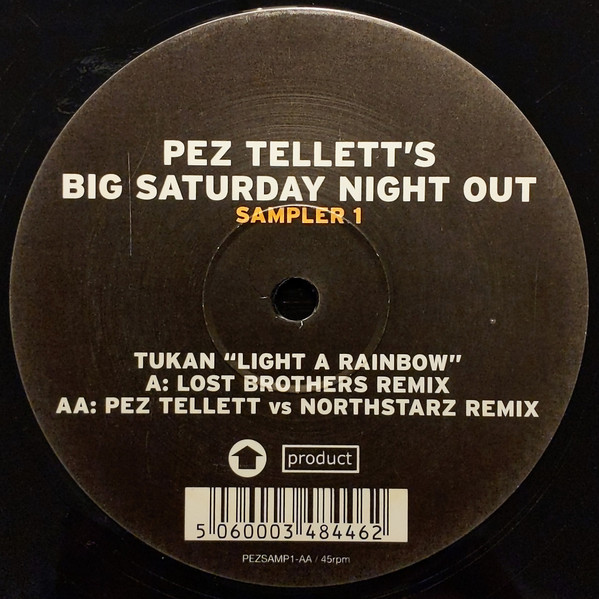 PEZ TELLETT'S
BIG SATURDAY NIGHT OUT
SAMPLER 1
TUKAN "LIGHT A RAINBOW"
A: LOST BROTHERS REMIX
AA: PEZ TELLETT vs NORTHSTARZ REMIX
product
5 060003 484462
PEZSAMP1-AA / 45rpm